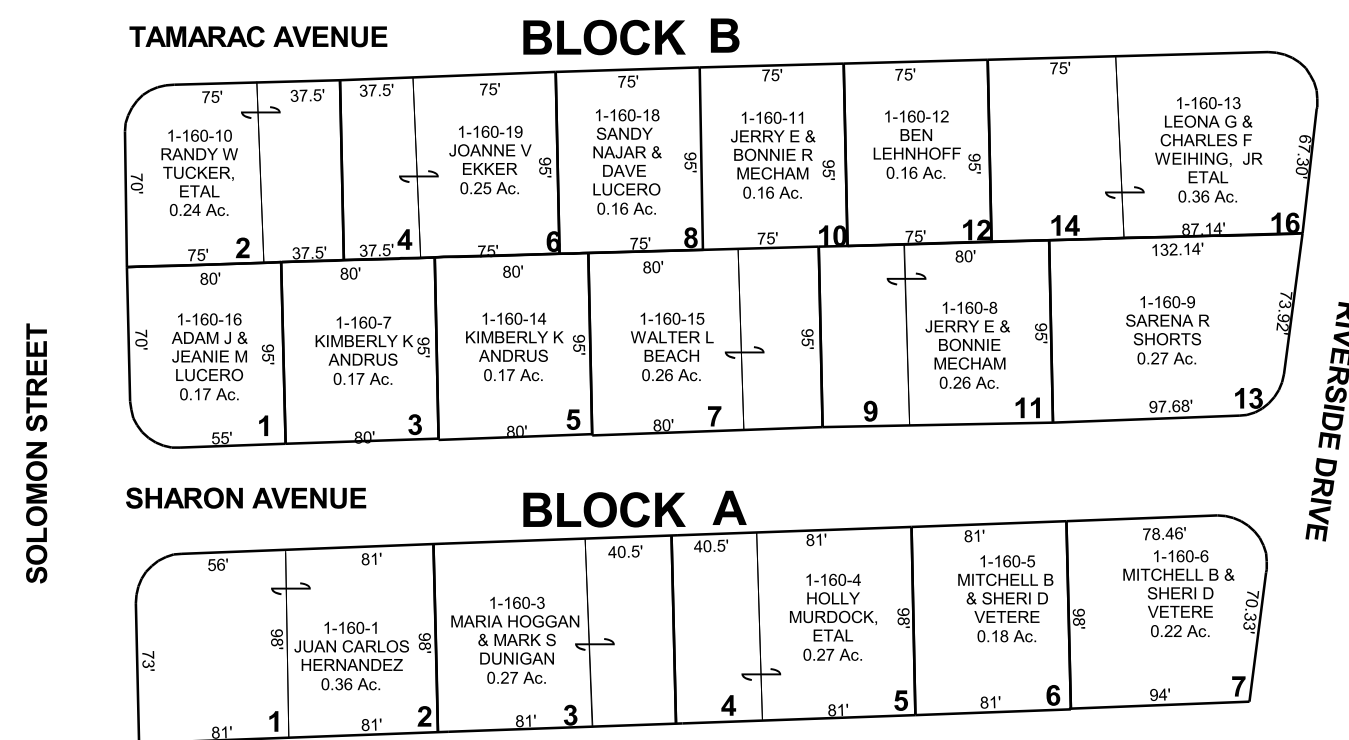 TAMARAC AVENUE
BLOCK B
75'
37.5'
37.5'
75'
75'
75'
75'
75'
1-160-10
RANDY W
TUCKER,
ETAL
0.24 Ac.
70'
75'
2
37.5'
37.5'
4
1-160-19
JOANNE V
EKKER
0.25 Ac.
95'
75'
6
1-160-18
SANDY
NAJAR &
DAVE
LUCERO
0.16 Ac.
95'
75'
8
1-160-11
JERRY E &
BONNIE R
MECHAM
0.16 Ac.
95'
75'
10
1-160-12
BEN
LEHNHOFF
0.16 Ac.
95'
75'
12
14
1-160-13
LEONA G &
CHARLES F
WEIHING, JR
ETAL
0.36 Ac.
67.30'
87.14'
16
80'
1-160-16
ADAM J &
JEANIE M
LUCERO
0.17 Ac.
70'
95'
55'
1
80'
1-160-7
KIMBERLY K
ANDRUS
0.17 Ac.
95'
80'
3
80'
1-160-14
KIMBERLY K
ANDRUS
0.17 Ac.
95'
80'
5
80'
1-160-15
WALTER L
BEACH
0.26 Ac.
80'
7
95'
9
80'
1-160-8
JERRY E &
BONNIE
MECHAM
0.26 Ac.
95'
11
132.14'
1-160-9
SARENA R
SHORTS
0.27 Ac.
73.92'
97.68'
13
SOLOMON STREET
RIVERSIDE DRIVE
SHARON AVENUE
BLOCK A
56'
73'
98'
81'
1
81'
1-160-1
JUAN CARLOS
HERNANDEZ
0.36 Ac.
98'
81'
2
1-160-3
MARIA HOGGAN
& MARK S
DUNIGAN
0.27 Ac.
81'
3
40.5'
40.5'
4
81'
1-160-4
HOLLY
MURDOCK,
ETAL
0.27 Ac.
98'
81'
5
81'
1-160-5
MITCHELL B
& SHERI D
VETERE
0.18 Ac.
98'
81'
6
78.46'
1-160-6
MITCHELL B &
SHERI D
VETERE
0.22 Ac.
70.33'
94'
7